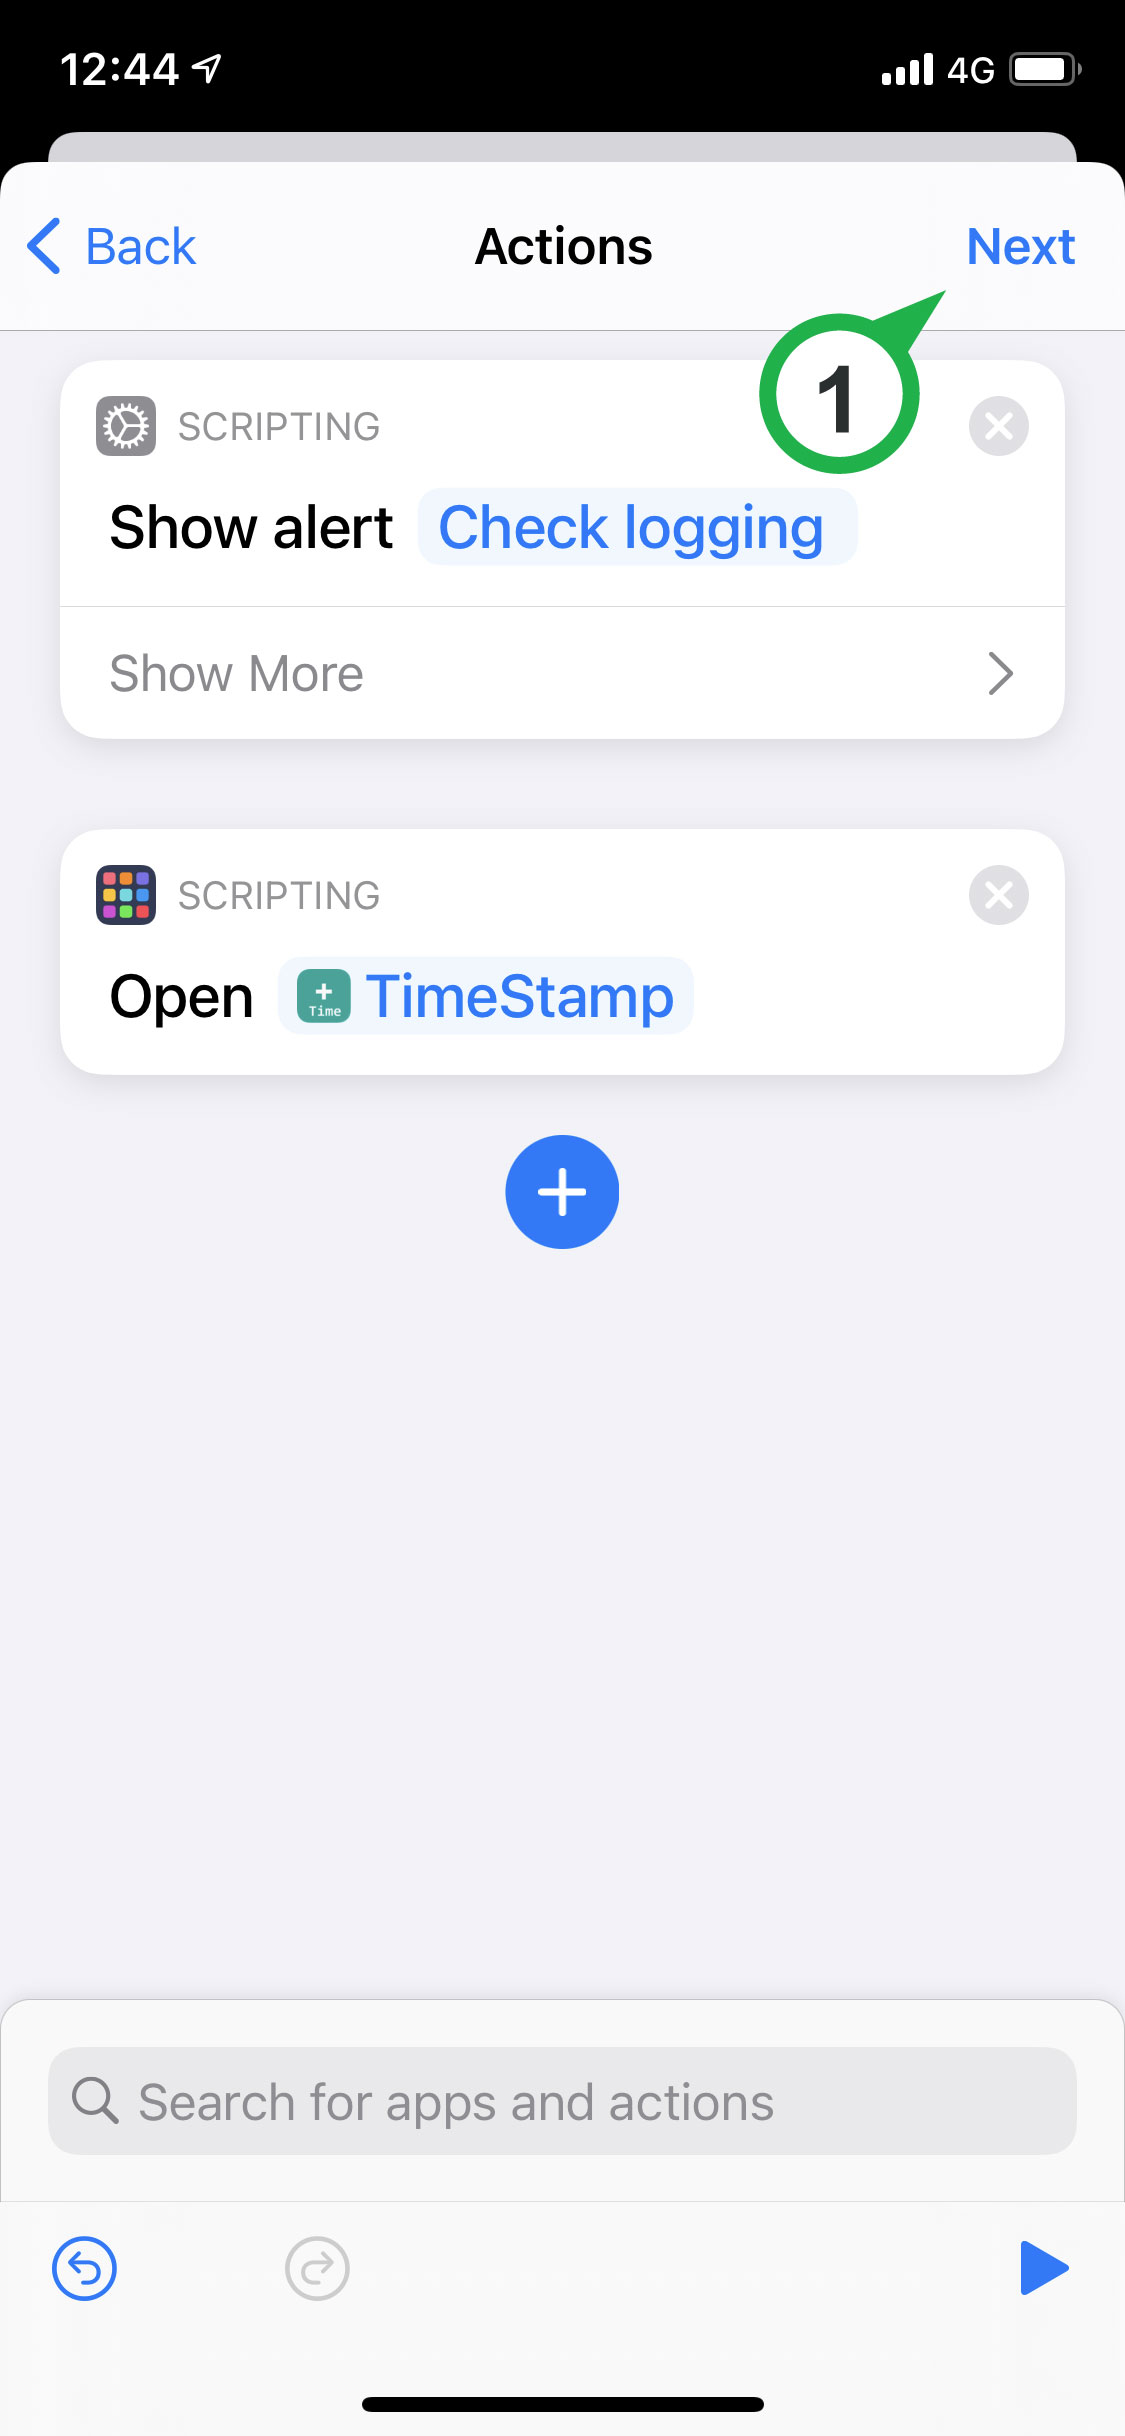 12:44
4G
Back
Actions
Next
1
SCRIPTING
Show alert Check logging
Show More
SCRIPTING
Open + Time TimeStamp
Search for apps and actions